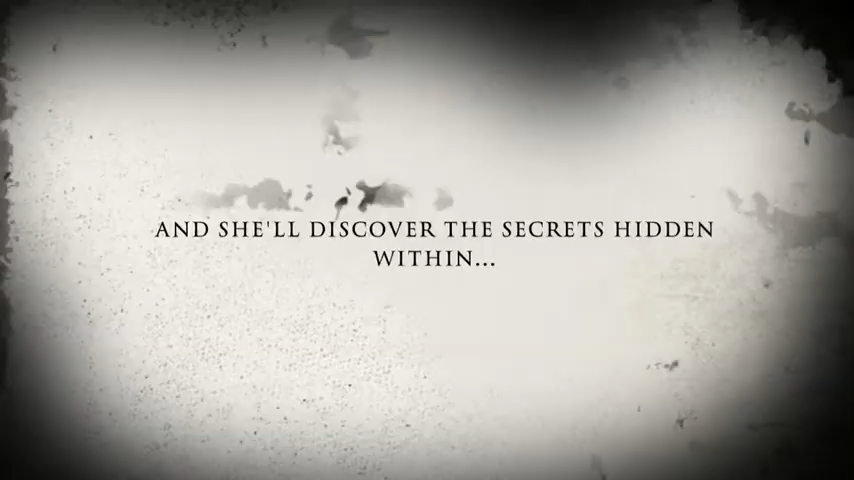 AND SHE'LL DISCOVER THE SECRETS HIDDEN
WITHIN...